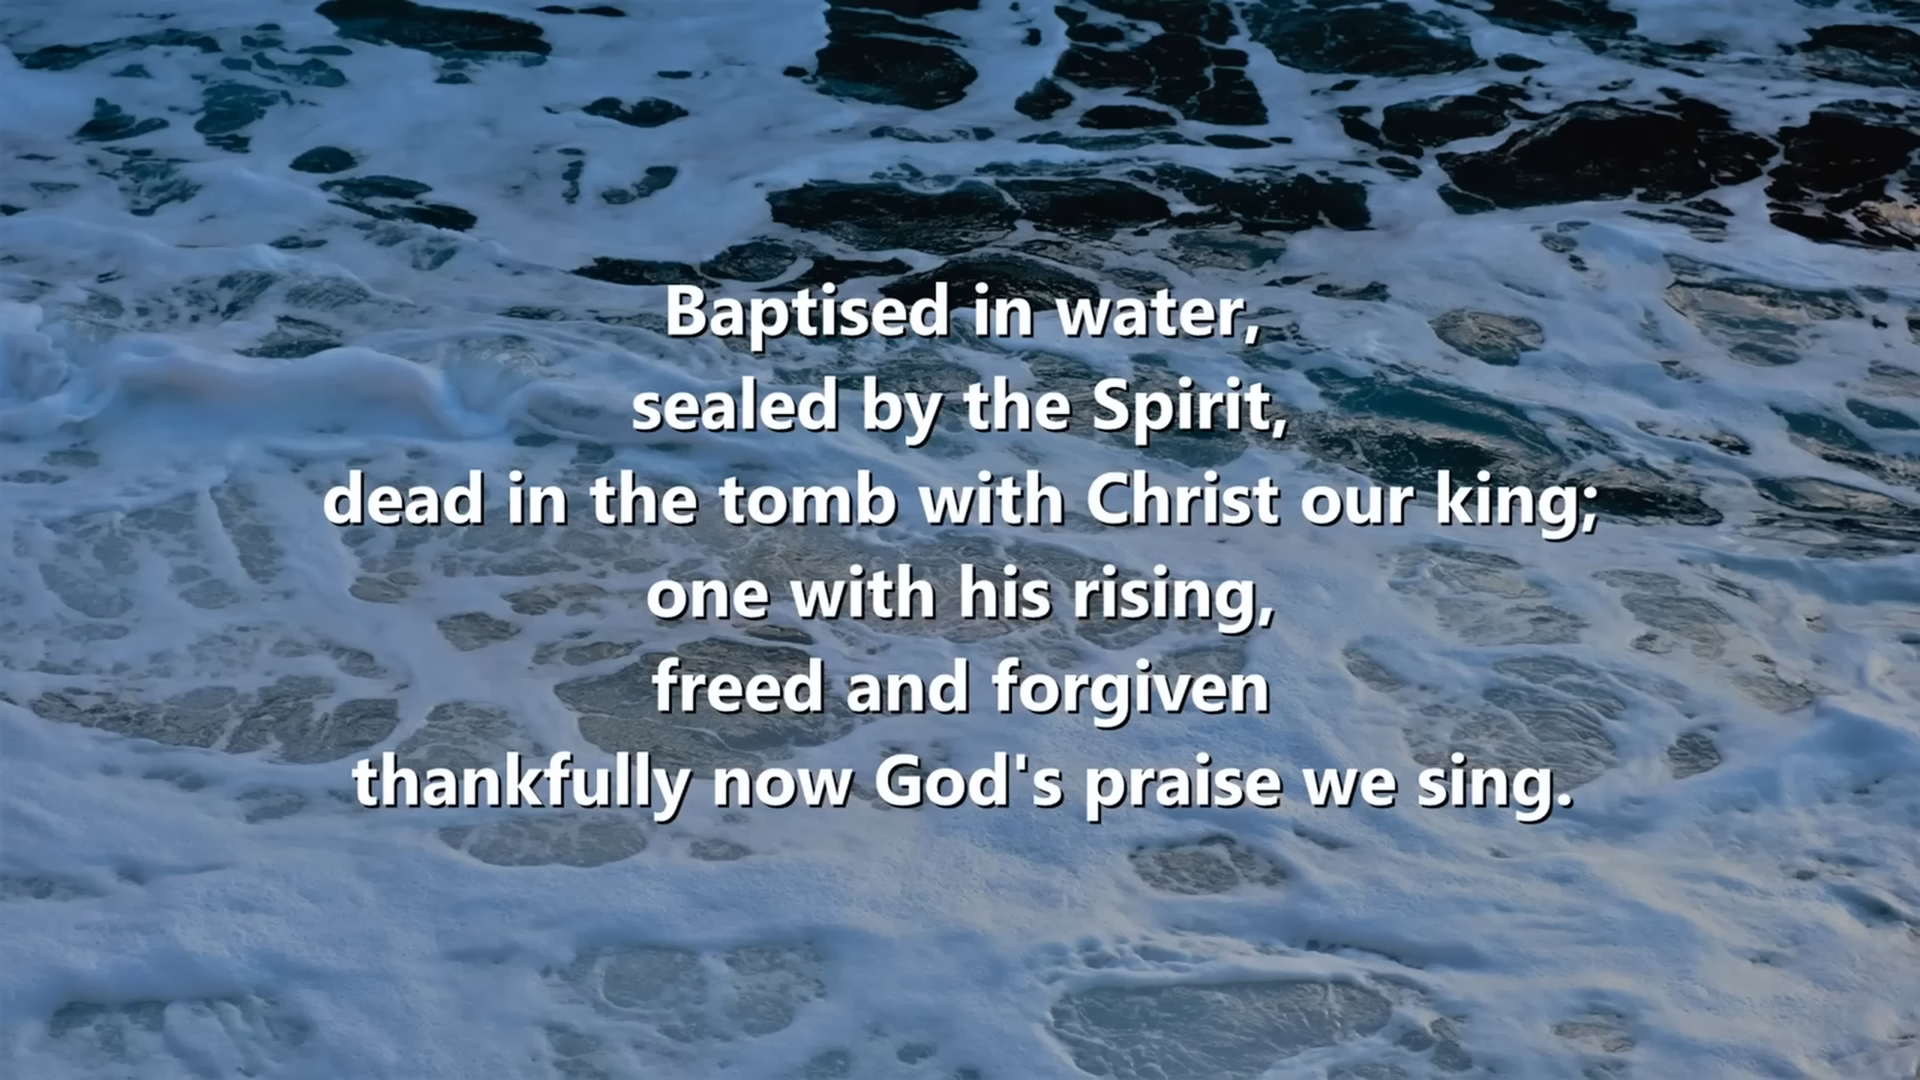 Baptised in water,
sealed by the Spirit,
dead in the tomb with Christ our king;
one with his rising,
freed and forgiven
thankfully now God's praise we sing.